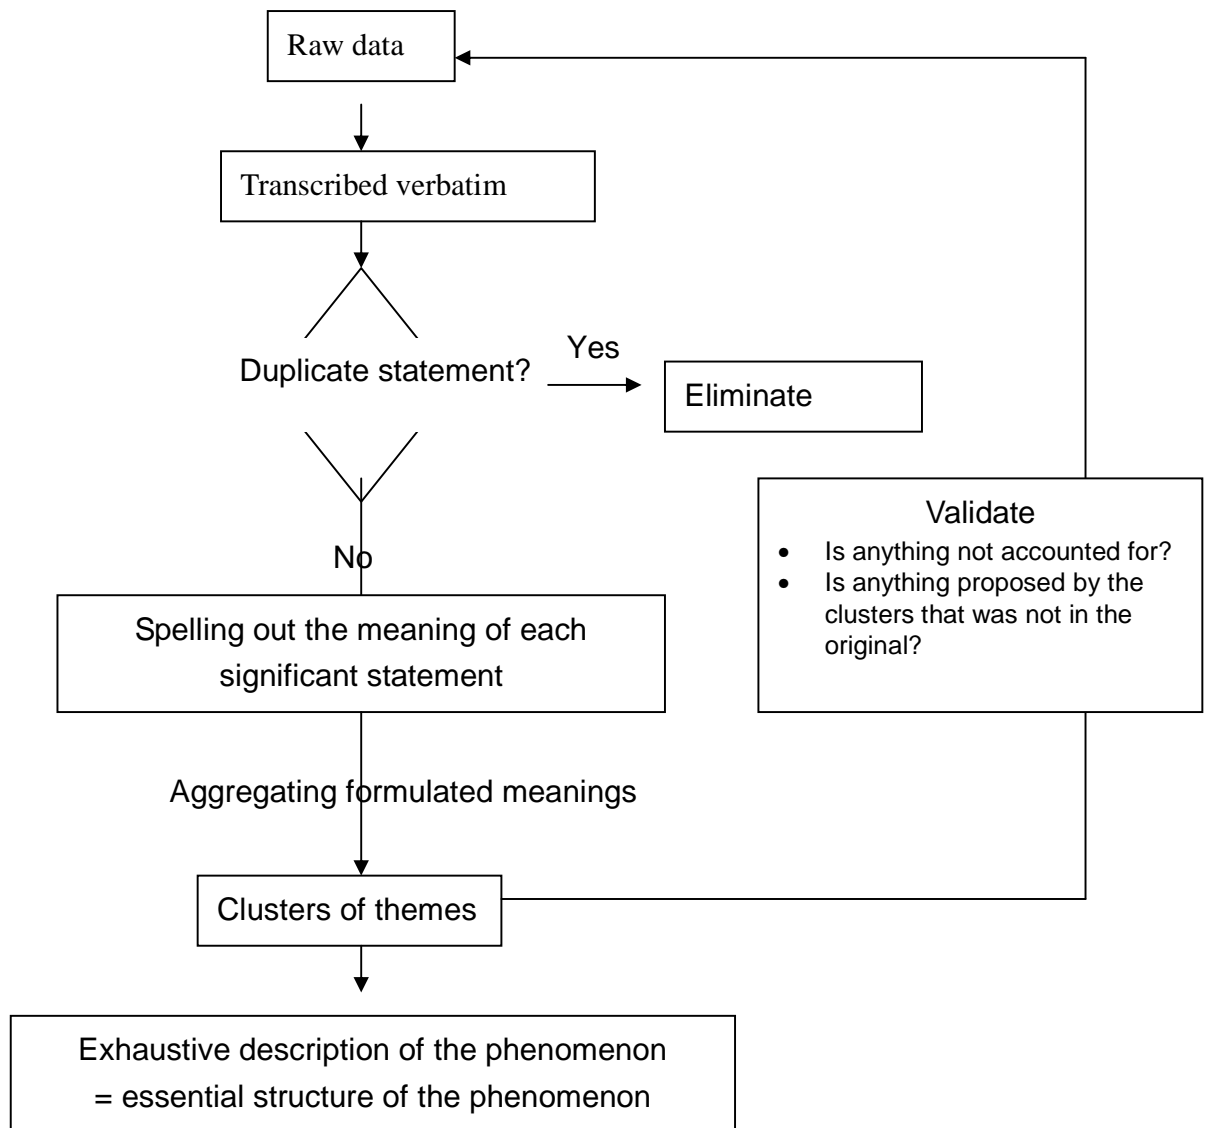 Raw data
Transcribed verbatim
Duplicate statement?
Yes
Eliminate
No
Spelling out the meaning of each
significant statement
Validate
• Is anything not accounted for?
• Is anything proposed by the
clusters that was not in the
original?
Aggregating formulated meanings
Clusters of themes
Exhaustive description of the phenomenon
= essential structure of the phenomenon